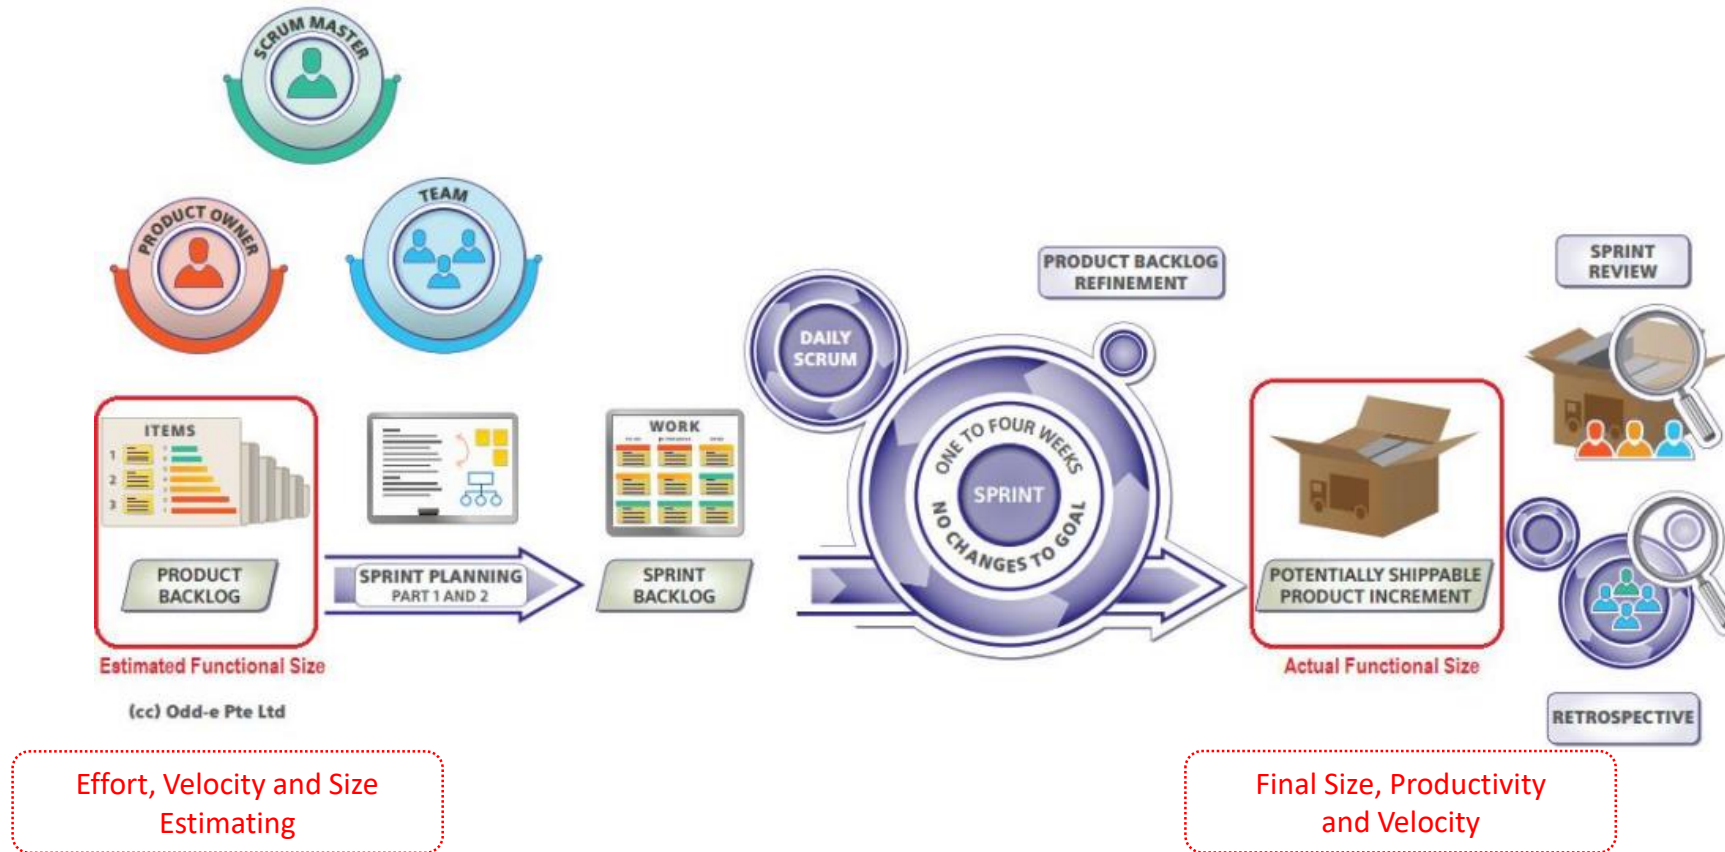 SCRUM MASTER
PRODUCT OWNER
TEAM
ITEMS
1
2
3
PRODUCT
BACKLOG
Estimated Functional Size
(cc) Odd-e Pte Ltd
SPRINT PLANNING
PART 1 AND 2
WORK
SPRINT
BACKLOG
DAILY
SCRUM
PRODUCT BACKLOG
REFINEMENT
ONE TO FOUR WEEKS
SPRINT
NO CHANGES TO GOAL
POTENTIALLY SHIPPABLE
PRODUCT INCREMENT
Actual Functional Size
SPRINT
REVIEW
RETROSPECTIVE
Effort, Velocity and Size
Estimating
Final Size, Productivity
and Velocity